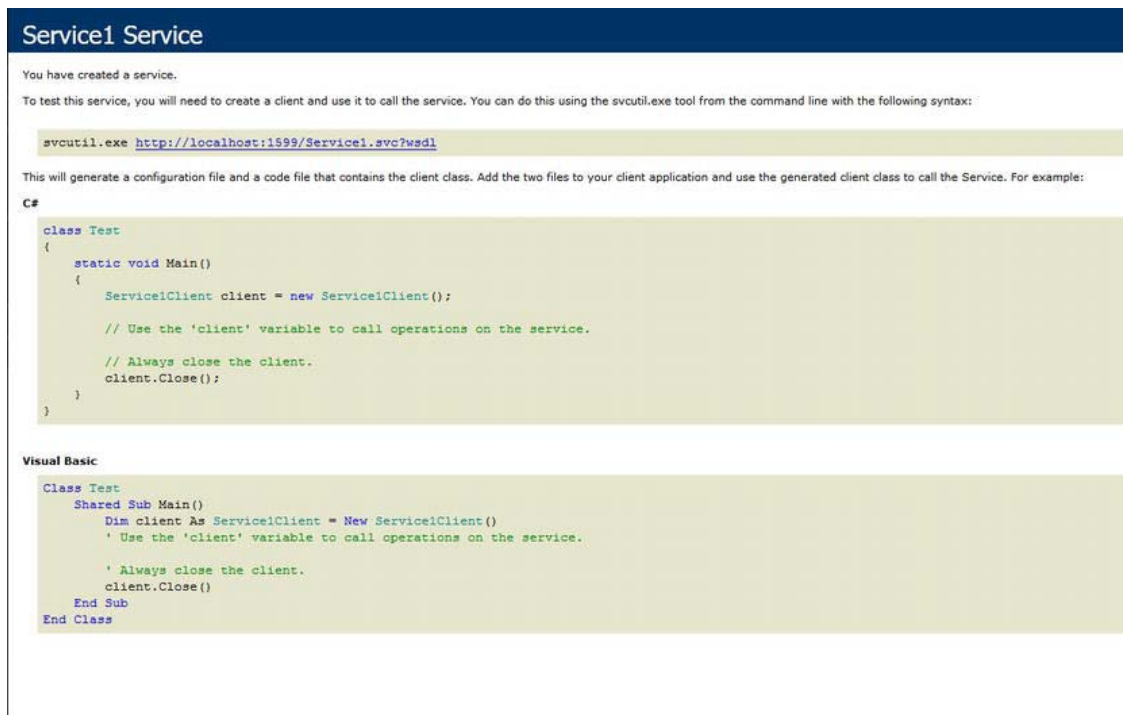 Service1 Service
You have created a service.
To test this service, you will need to create a client and use it to call the service. You can do this using the svcutil.exe tool from the command line with the following syntax:
svcutil.exe http://localhost:1599/Service1.svc?wsdl
This will generate a configuration file and a code file that contains the client class. Add the two files to your client application and use the generated client class to call the Service. For example:
C#
class Test
{
static void Main()
{
Service1Client client = new Service1Client();
// Use the 'client' variable to call operations on the service.
// Always close the client.
client.Close();
}
}
Visual Basic
Class Test
Shared Sub Main()
Dim client As Service1Client = New Service1Client()
' Use the 'client' variable to call operations on the service.
' Always close the client.
client.Close()
End Sub
End Class